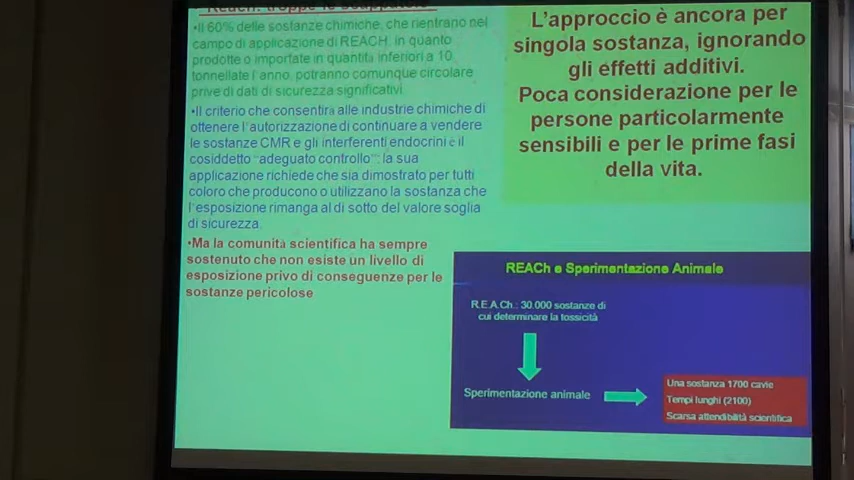 Reach: troppe le scappatoie
•Il 60% delle sostanze chimiche, che rientrano nel
campo di applicazione di REACH, in quanto
prodotte o importate in quantità inferiori a 10
tonnellate l'anno, potranno comunque circolare
prive di dati di sicurezza significativi.
•Il criterio che consentirà alle industrie chimiche di
ottenere l'autorizzazione di continuare a vendere
le sostanze CMR e gli interferenti endocrini è il
cosiddetto "adeguato controllo": la sua
applicazione richiede che sia dimostrato per tutti
coloro che producono o utilizzano la sostanza che
l'esposizione rimanga al di sotto del valore soglia
di sicurezza.
•Ma la comunità scientifica ha sempre
sostenuto che non esiste un livello di
esposizione privo di conseguenze per le
sostanze pericolose
L'approccio è ancora per
singola sostanza, ignorando
gli effetti additivi.
Poca considerazione per le
persone particolarmente
sensibili e per le prime fasi
della vita.
REACh e Sperimentazione Animale
R.E.A.Ch.: 30.000 sostanze di
cui determinare la tossicità
Sperimentazione animale
Una sostanza 1700 cavie
Tempi lunghi (2100)
Scarsa attendibilità scientifica